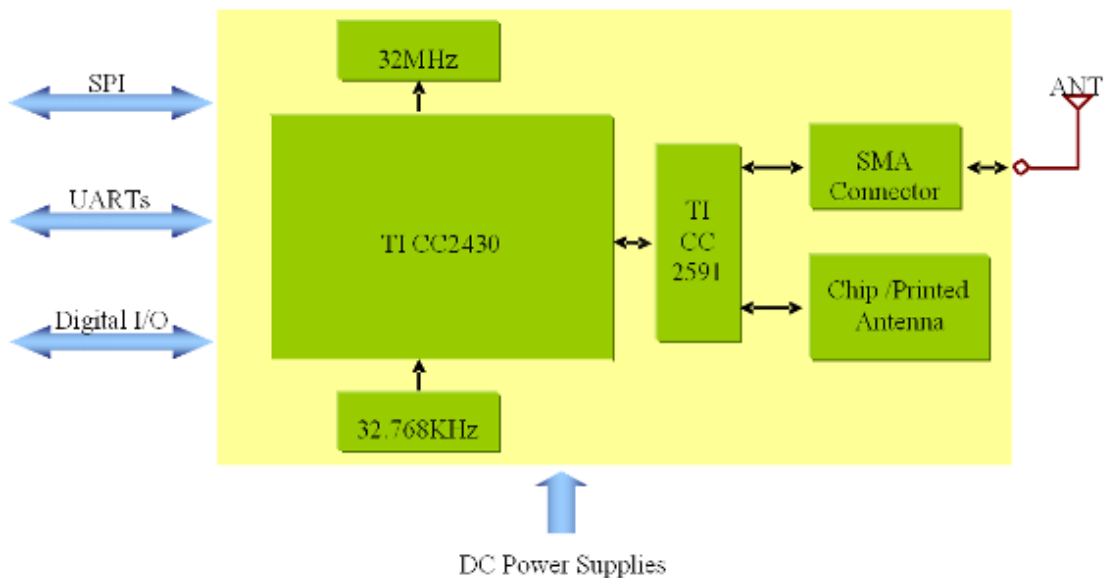 32MHz
SPI
ANT
SMA
Connector
UARTs
TI
CC
2591
TI CC2430
Chip /Printed
Antenna
Digital I/O
32.768KHz
DC Power Supplies